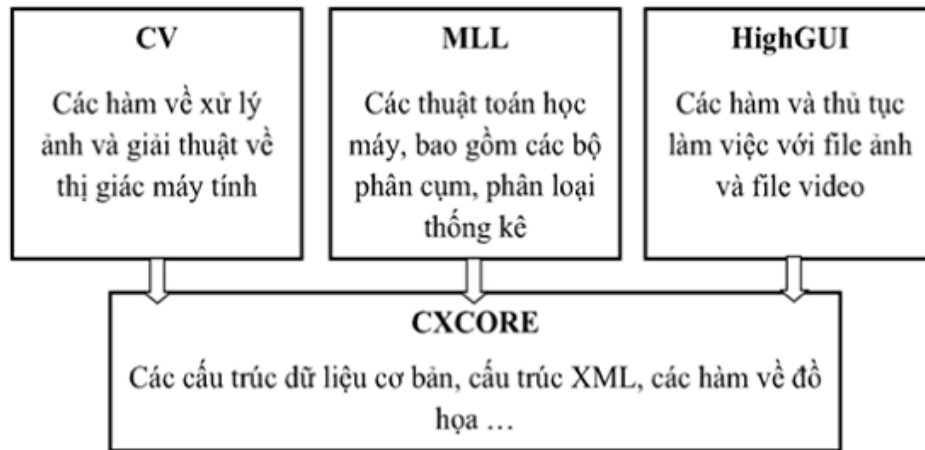 CV
Các hàm về xử lý
ảnh và giải thuật về
thị giác máy tính
MLL
Các thuật toán học
máy, bao gồm các bộ
phân cụm, phân loại
thống kê
HighGUI
Các hàm và thủ tục
làm việc với file ảnh
và file video
CXCORE
Các cấu trúc dữ liệu cơ bản, cấu trúc XML, các hàm về đồ
họa ...